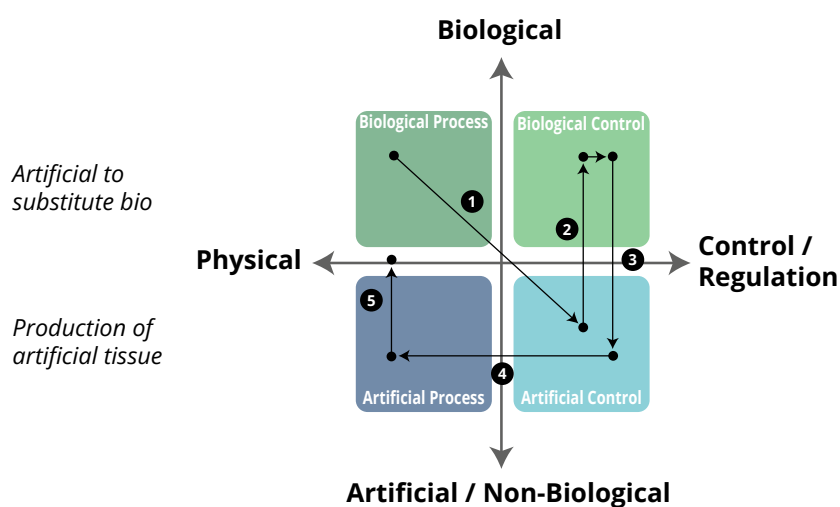 Biological
Biological Process
Biological Control
Artificial to
substitute bio
1
2
Physical
3
Control /
Regulation
5
Production of
artificial tissue
4
Artificial Process
Artificial Control
Artificial / Non-Biological